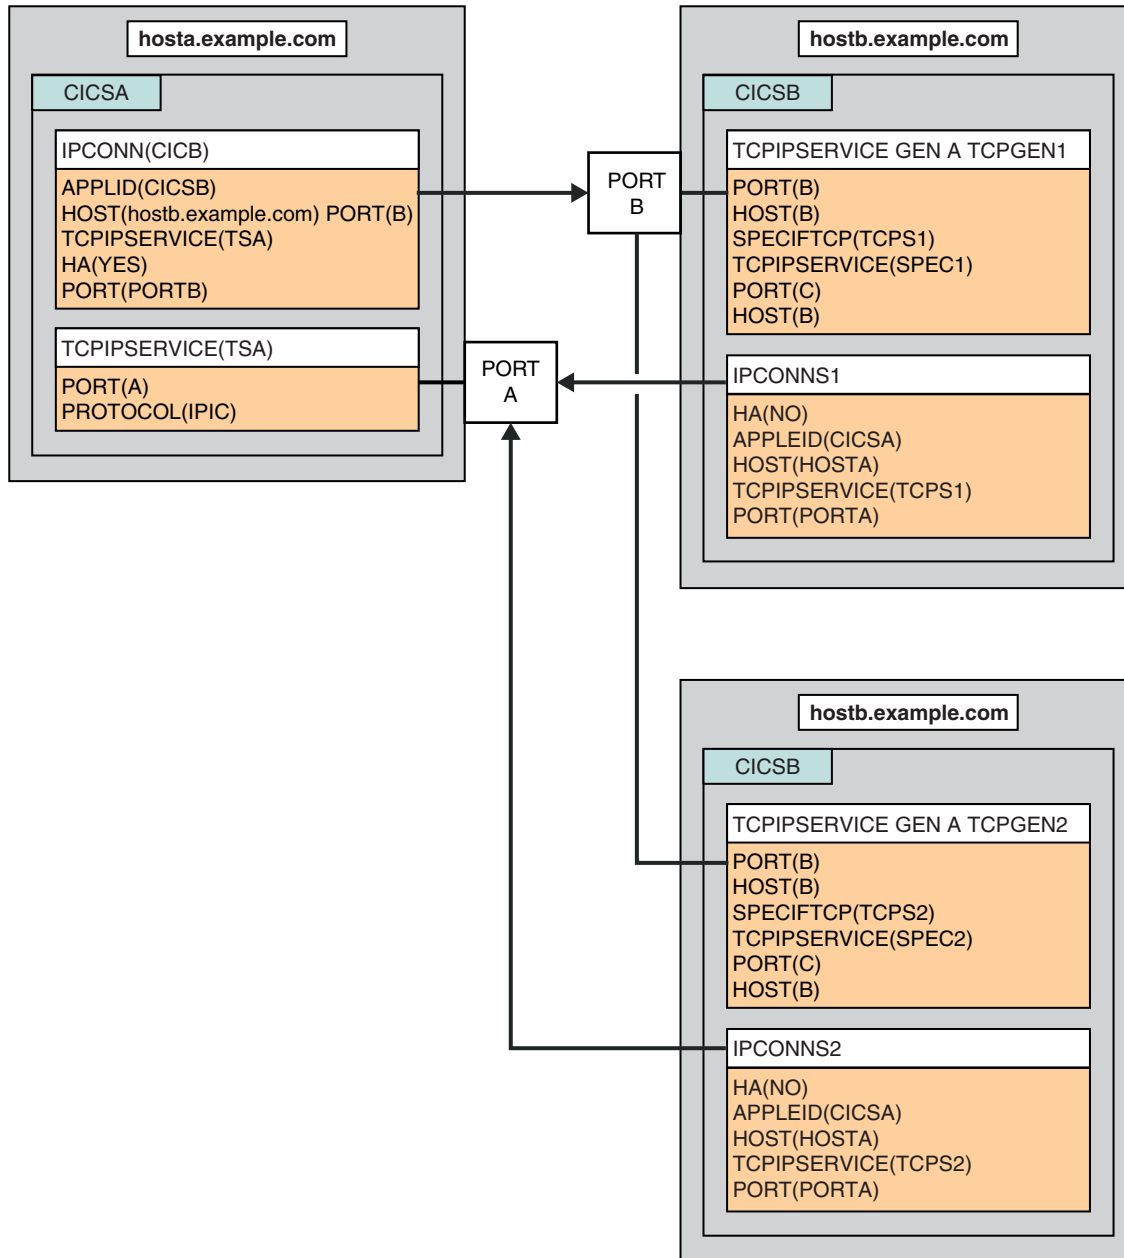 hosta.example.com
CICSA
IPCONN(CICB)
APPLID(CICSB)
HOST(hostb.example.com) PORT(B)
TCPIPSERVICE(TSA)
HA(YES)
PORT(PORTB)
TCPIPSERVICE(TSA)
PORT(A)
PROTOCOL(IPIC)
PORT
B
PORT
A
hostb.example.com
CICSB
TCPIPSERVICE GEN A TCPGEN1
PORT(B)
HOST(B)
SPECIFTCP(TCPS1)
TCPIPSERVICE(SPEC1)
PORT(C)
HOST(B)
IPCONNS1
HA(NO)
APPLEID(CICSA)
HOST(HOSTA)
TCPIPSERVICE(TCPS1)
PORT(PORTA)
hostb.example.com
CICSB
TCPIPSERVICE GEN A TCPGEN2
PORT(B)
HOST(B)
SPECIFTCP(TCPS2)
TCPIPSERVICE(SPEC2)
PORT(C)
HOST(B)
IPCONNS2
HA(NO)
APPLEID(CICSA)
HOST(HOSTA)
TCPIPSERVICE(TCPS2)
PORT(PORTA)